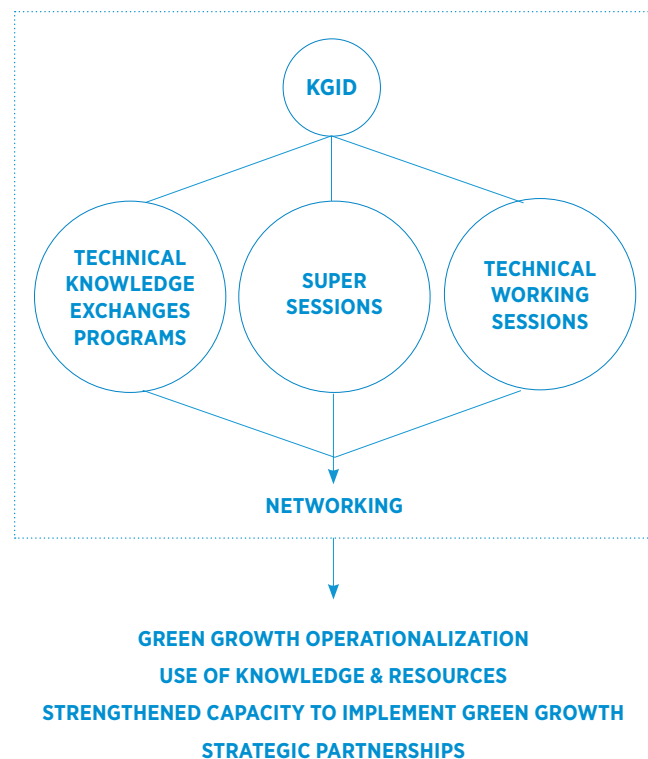 KGID
TECHNICAL
KNOWLEDGE
EXCHANGES
PROGRAMS
SUPER
SESSIONS
TECHNICAL
WORKING
SESSIONS
NETWORKING
GREEN GROWTH OPERATIONALIZATION
USE OF KNOWLEDGE & RESOURCES
STRENGTHENED CAPACITY TO IMPLEMENT GREEN GROWTH
STRATEGIC PARTNERSHIPS